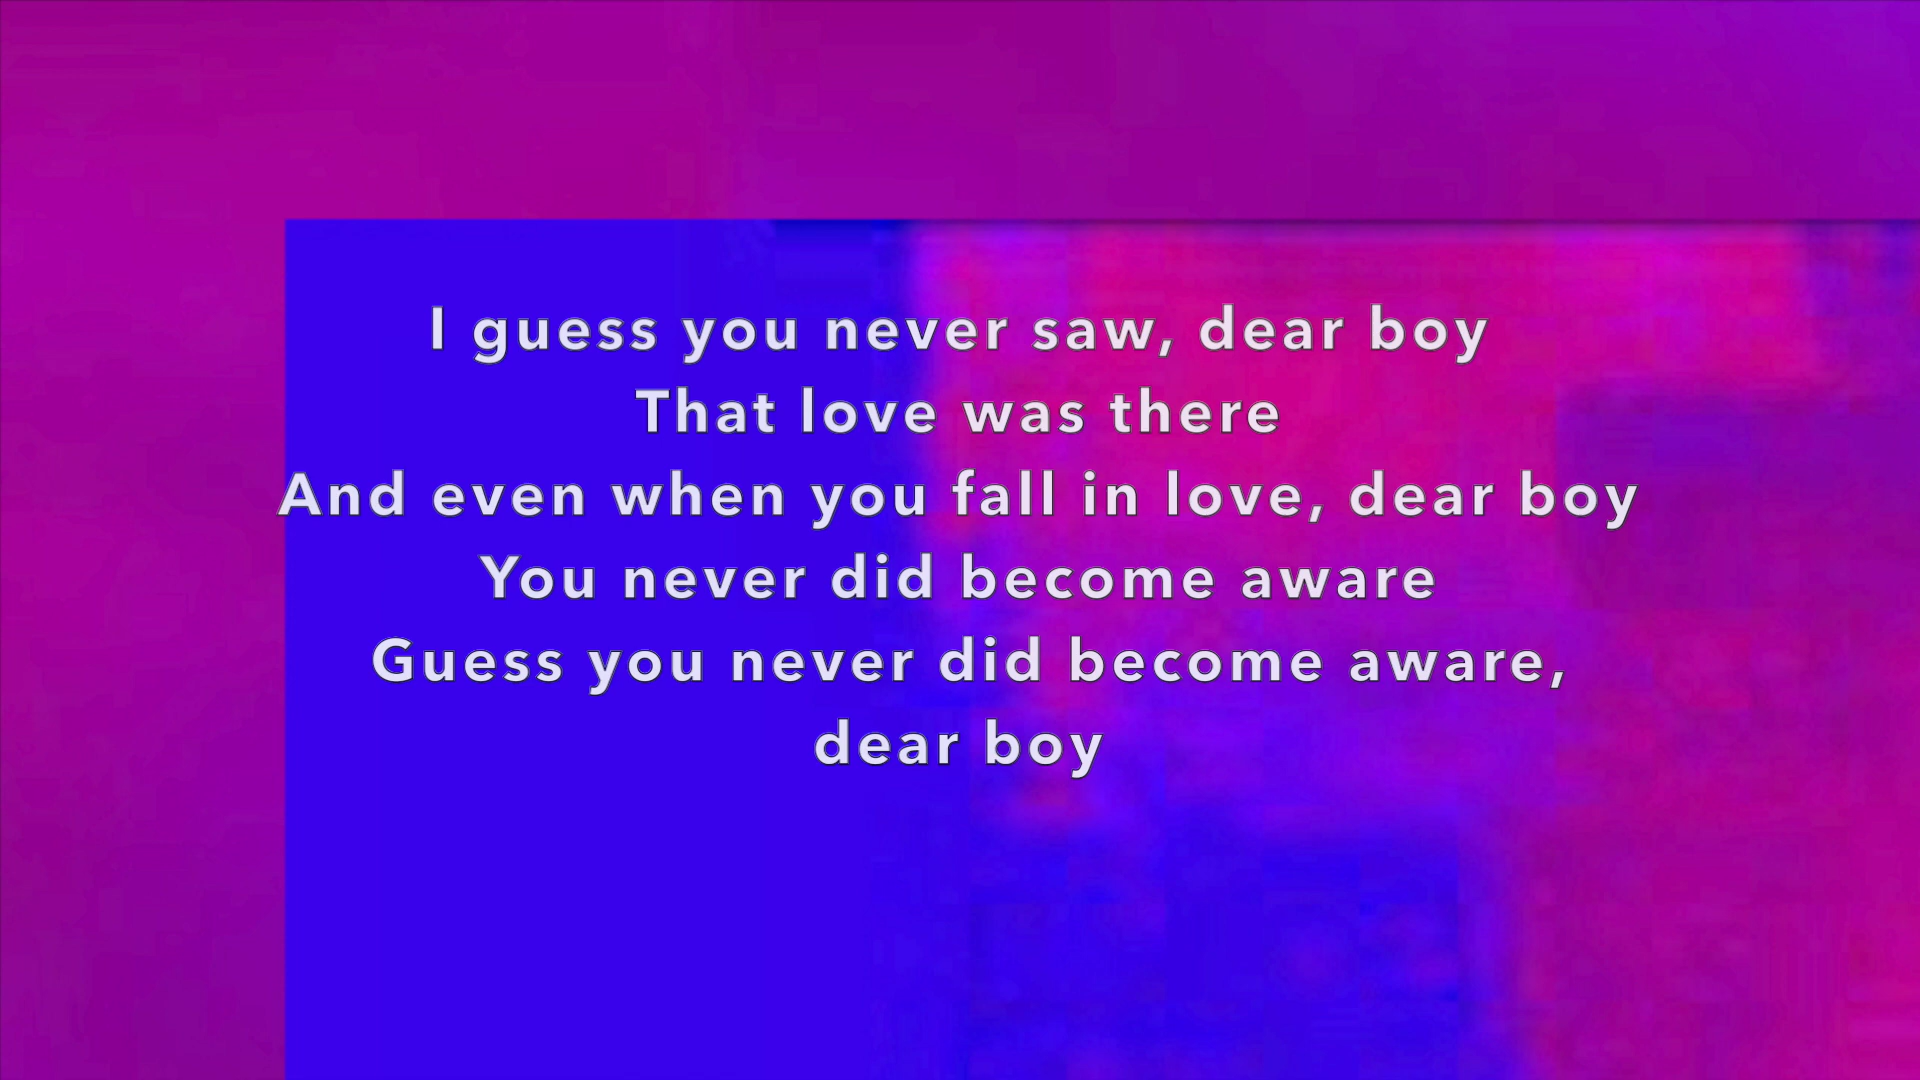 I guess you never saw, dear boy
That love was there
And even when you fall in love, dear boy
You never did become aware
Guess you never did become aware,
dear boy